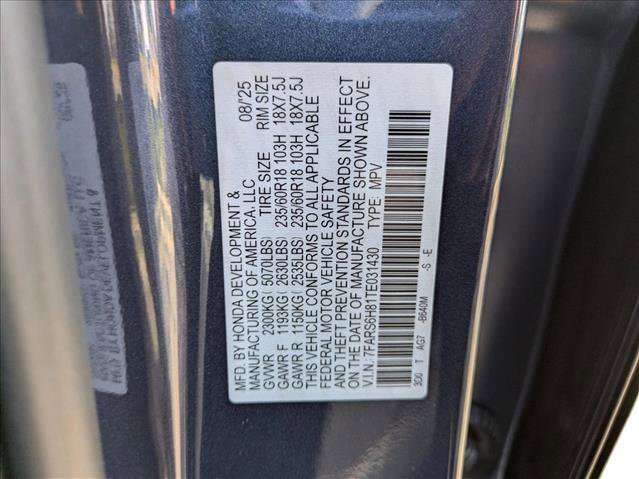 MFD. BY HONDA DEVELOPMENT & 08/'25
MANUFACTURING OF AMERICA, LLC
TIRE SIZE RIM SIZE
GVWR 2300KG( 5070LBS)
GAWR F 1193KG( 2630LBS) 235/60R18 103H 18X7.5J
GAWR R 1150KG( 2535LBS) 235/60R18 103H 18X7.5J
THIS VEHICLE CONFORMS TO ALL APPLICABLE
FEDERAL MOTOR VEHICLE SAFETY
AND THEFT PREVENTION STANDARDS IN EFFECT
ON THE DATE OF MANUFACTURE SHOWN ABOVE.
V.I.N.: 7FARS6H81TE031430 TYPE: MPV
3D0 T AG7 -B640M -S -E